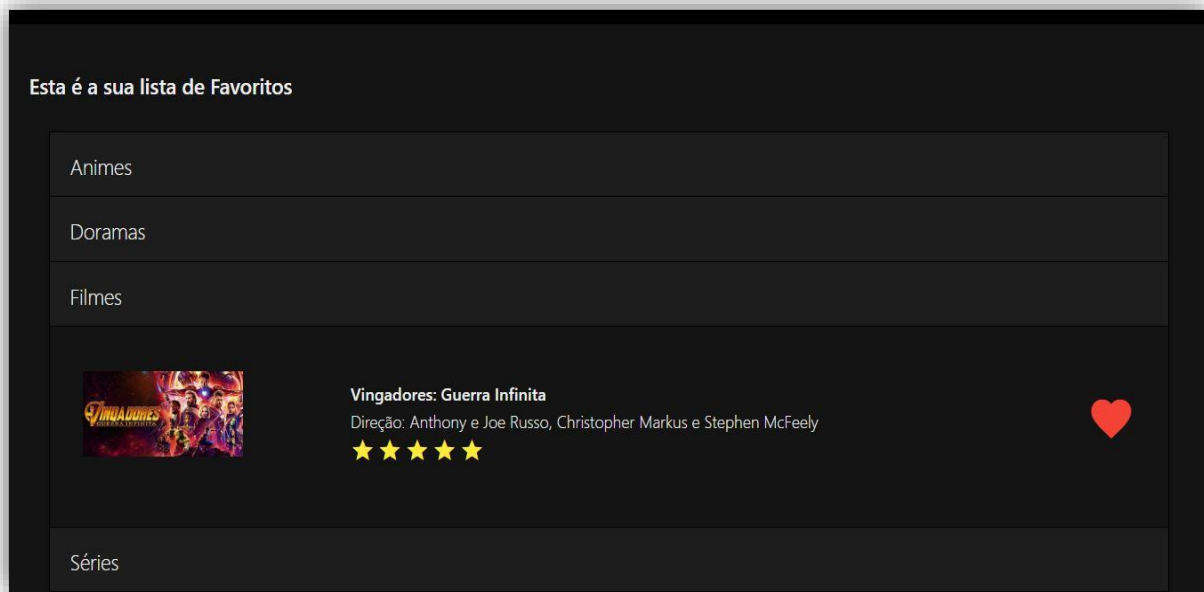 Esta é a sua lista de Favoritos
Animes
Doramas
Filmes
VINGADORES
GUERRA INFINITA
Vingadores: Guerra Infinita
Direção: Anthony e Joe Russo, Christopher Markus e Stephen McFeely
Séries